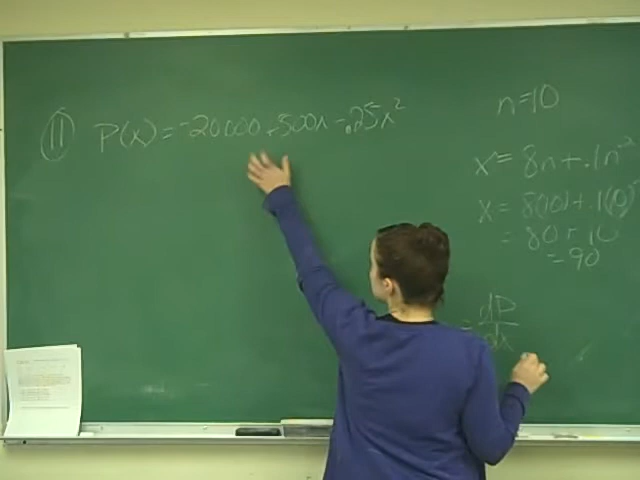 11 P(x) = -20000 + 500x - .25x²
n=10
x = 8n + .1n²
x = 8(10) + .1(10)²
= 80 + 10
= 90
= dP
dx